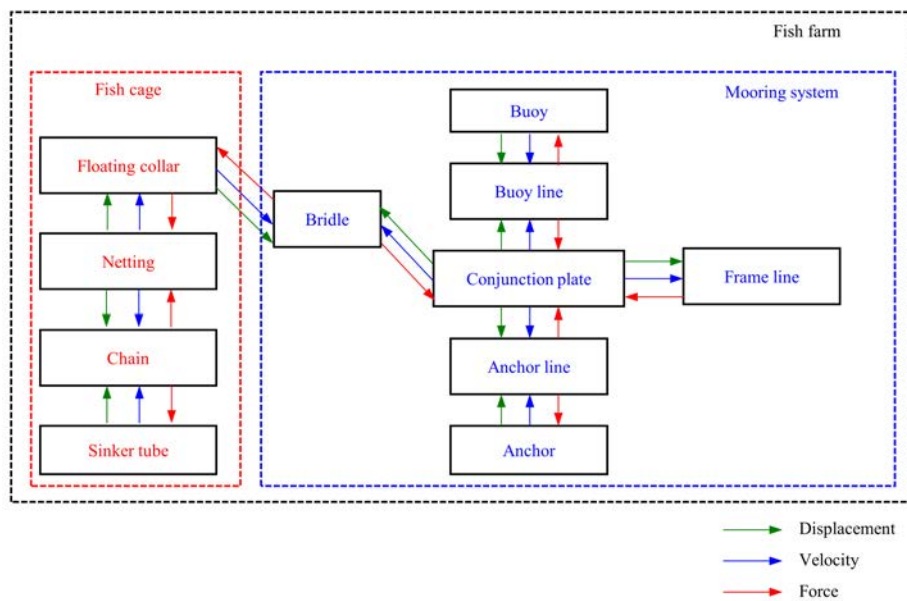 Fish farm
Fish cage
Mooring system
Floating collar
Netting
Chain
Sinker tube
Bridle
Buoy
Buoy line
Conjunction plate
Frame line
Anchor line
Anchor
Displacement
Velocity
Force